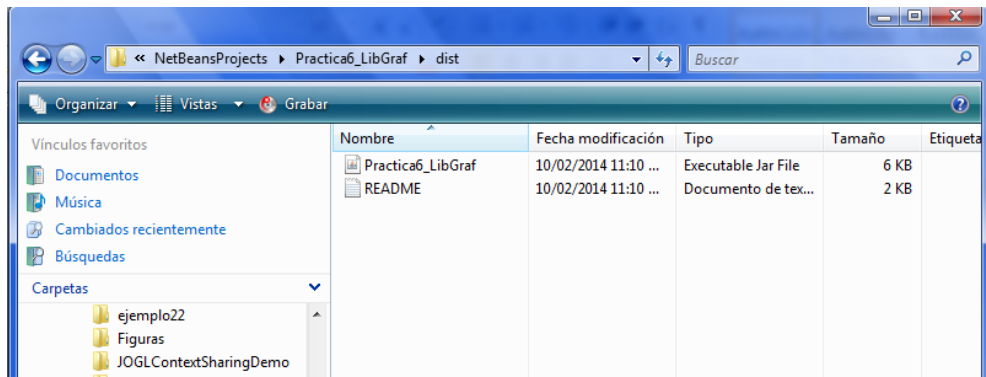 « NetBeansProjects ▸ Practica6_LibGraf ▸ dist Buscar
Organizar Vistas Grabar
Vínculos favoritos
Documentos
Música
Cambiados recientemente
Búsquedas
Carpetas
ejemplo22
Figuras
JOGLContextSharingDemo
Nombre Fecha modificación Tipo Tamaño Etiqueta
Practica6_LibGraf 10/02/2014 11:10 ... Executable Jar File 6 KB
README 10/02/2014 11:10 ... Documento de tex... 2 KB